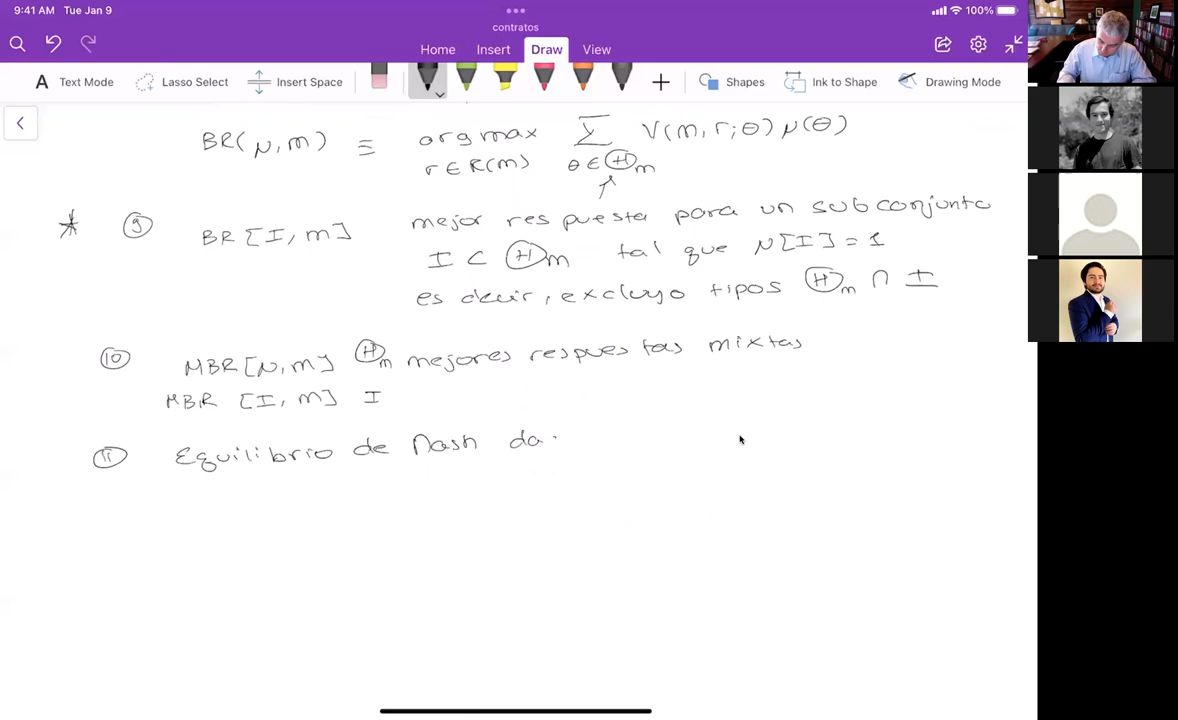 9:41 AM Tue Jan 9
100%
contratos
Home Insert Draw View
Text Mode Lasso Select Insert Space Shapes Ink to Shape Drawing Mode
BR(μ,m) ≡ argmax Σ V(m,r;θ)μ(θ)
r∈R(m) θ∈Θm
* ⑨ BR[I,m] mejor respuesta para un subconjunto
I ⊂ Θm tal que μ[I]=1
es decir, excluyo tipos Θm ∩ I
⑩ MBR[μ,m] Θm mejores respuestas mixtas
MBR [I,m] I
⑪ Equilibrio de Nash da